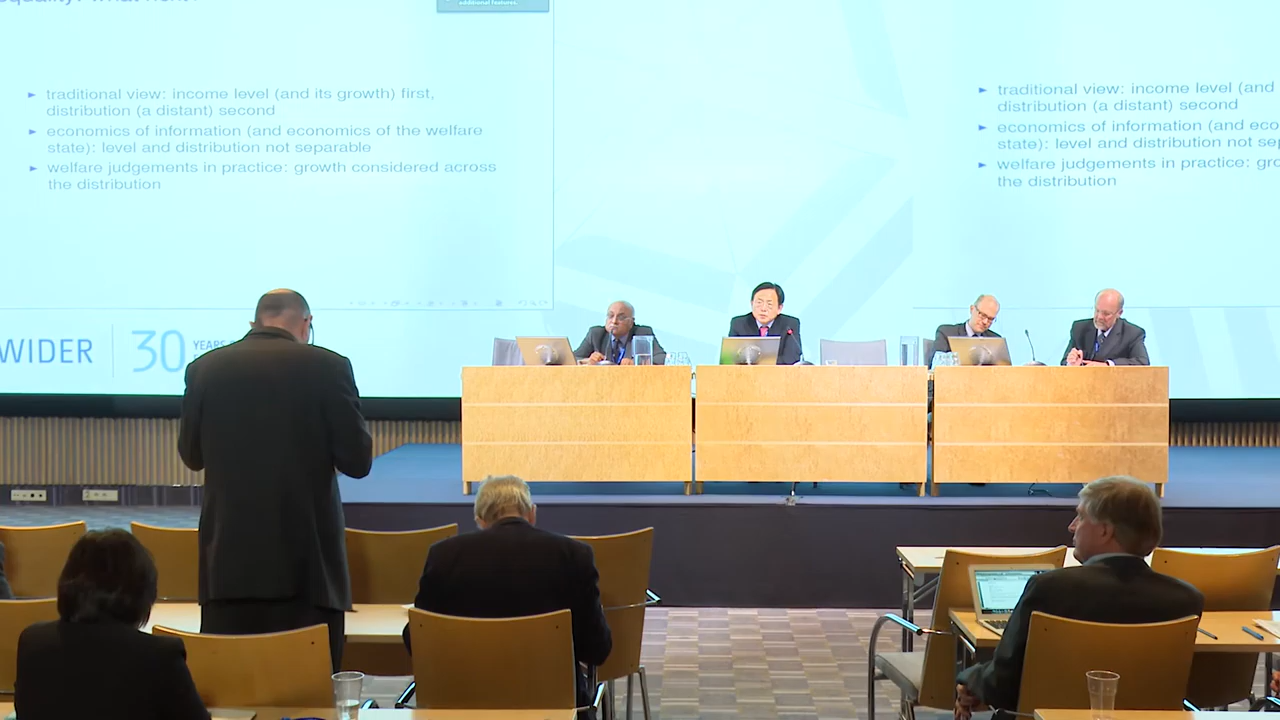 additional features.
traditional view: income level (and its growth) first,
distribution (a distant) second
economics of information (and economics of the welfare
state): level and distribution not separable
welfare judgements in practice: growth considered across
the distribution
traditional view: income level (and
distribution (a distant) second
economics of information (and eco
state): level and distribution not sep
welfare judgements in practice: gro
the distribution
WIDER
30
YEARS